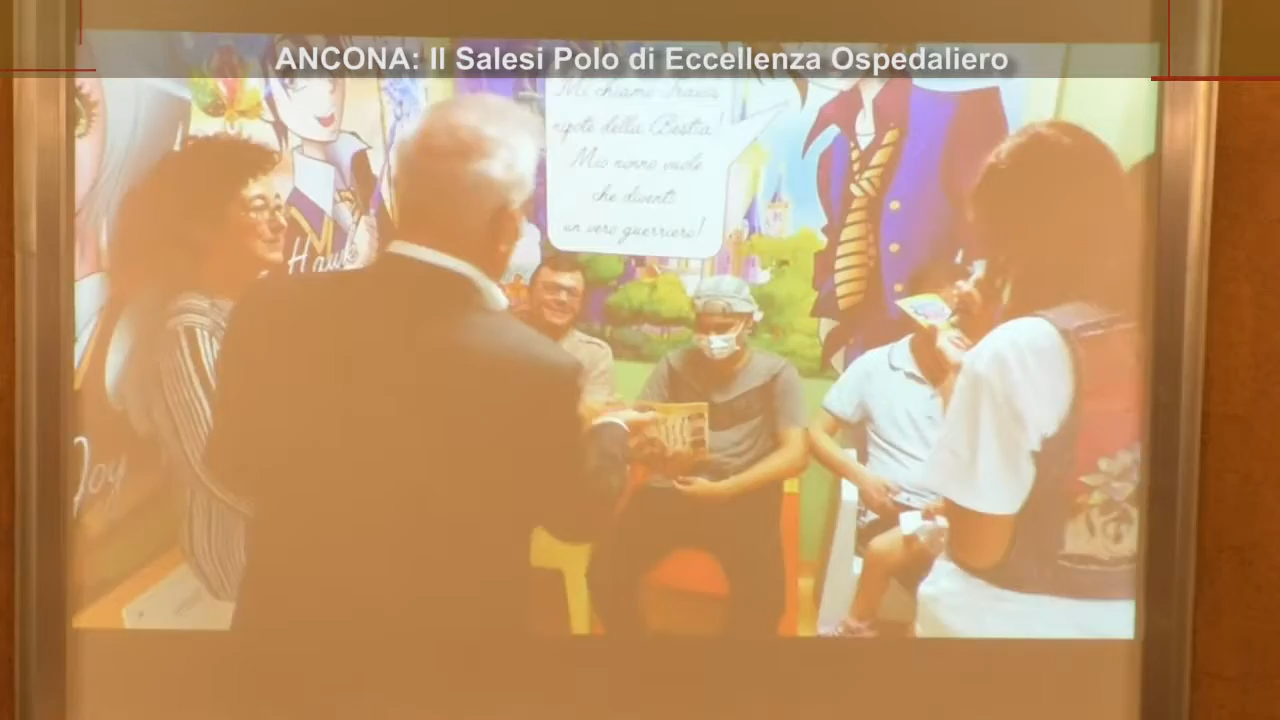 ANCONA: Il Salesi Polo di Eccellenza Ospedaliero
Mi chiamo Travis
nipote della Bestia!
Mio nonno vuole
che diventi
un vero guerriero!
Hawk
Joy